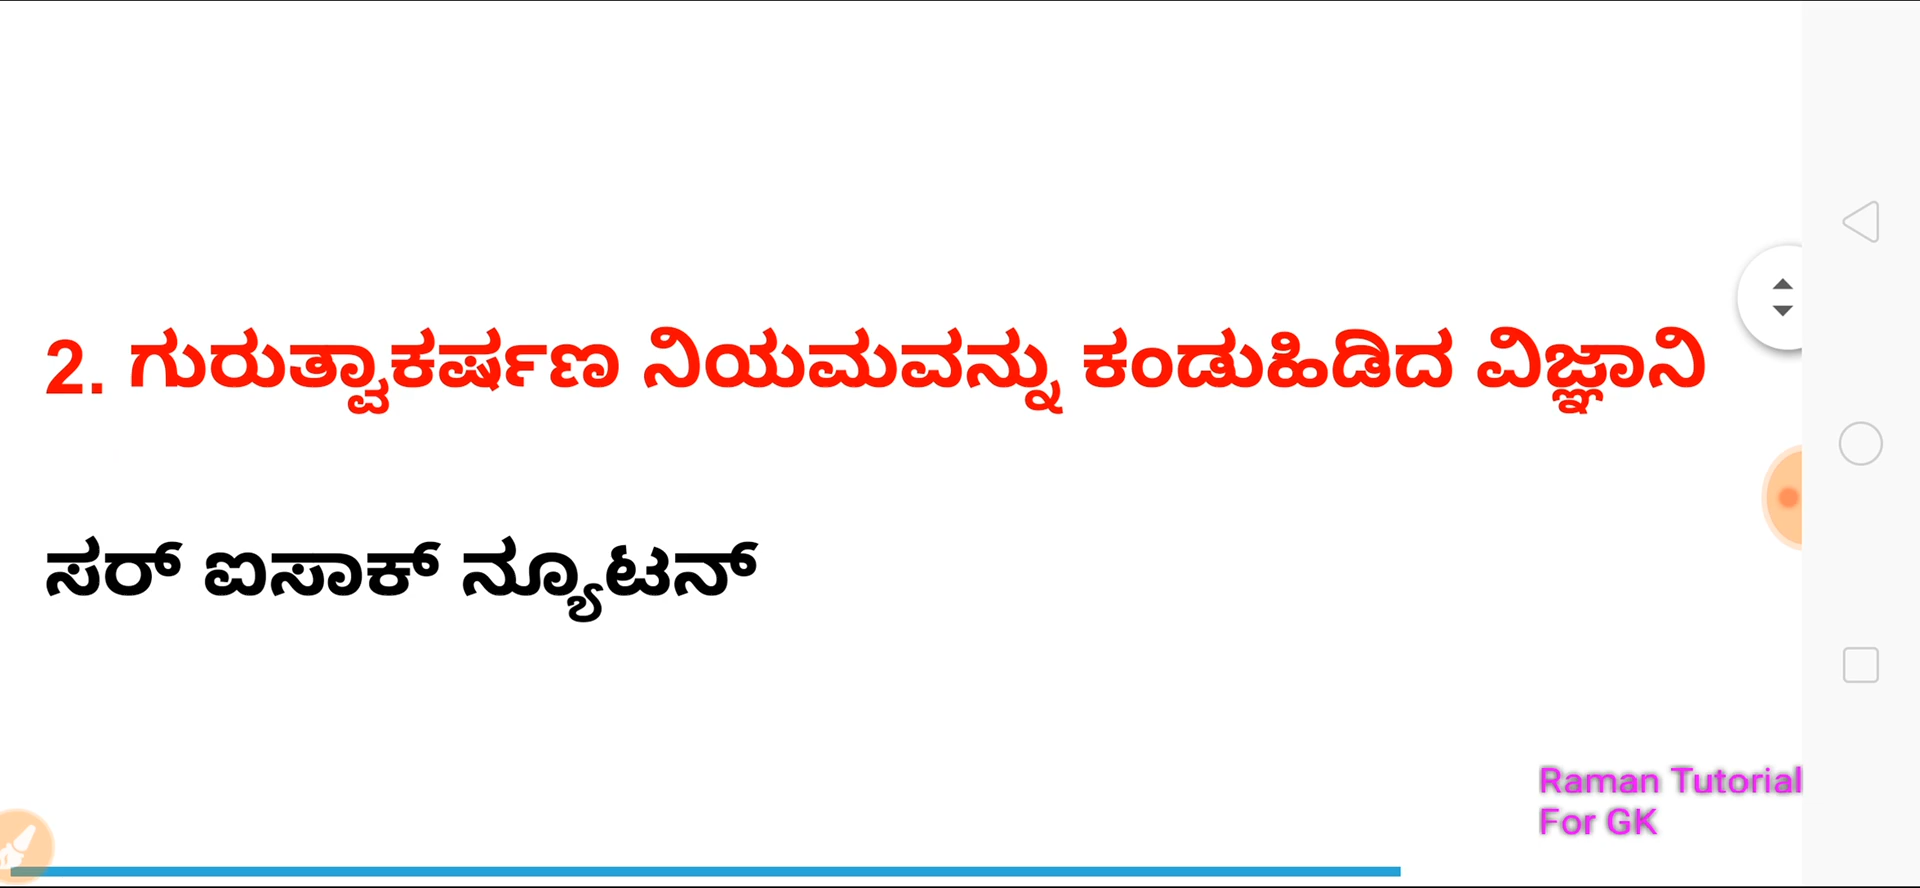 2. ಗುರುತ್ವಾಕರ್ಷಣ ನಿಯಮವನ್ನು ಕಂಡುಹಿಡಿದ ವಿಜ್ಞಾನಿ
ಸರ್ ಐಸಾಕ್ ನ್ಯೂಟನ್
Raman Tutorial
For GK